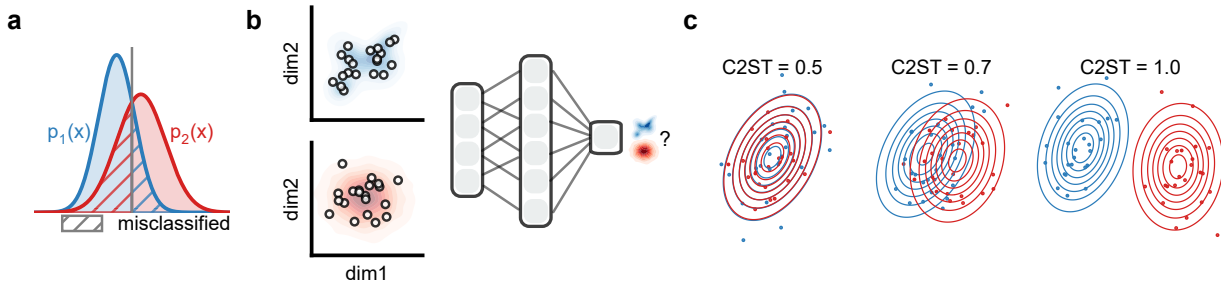 a
p₁(x)
p₂(x)
misclassified
b
dim2
dim2
dim1
?
c
C2ST = 0.5
C2ST = 0.7
C2ST = 1.0